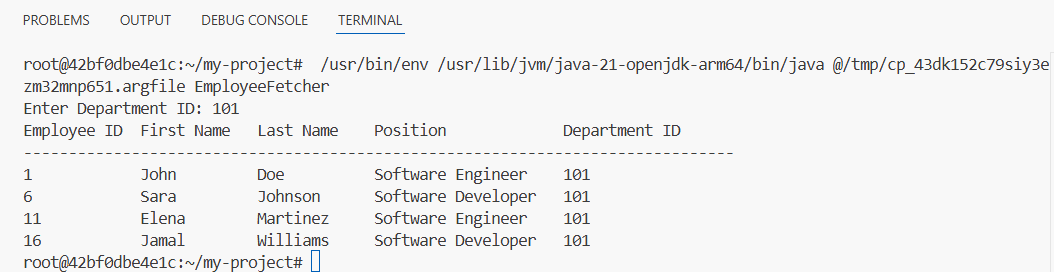 PROBLEMS OUTPUT DEBUG CONSOLE TERMINAL
root@42bf0dbe4e1c:~/my-project#  /usr/bin/env /usr/lib/jvm/java-21-openjdk-arm64/bin/java @/tmp/cp_43dk152c79siy3e
zm32mnp651.argfile EmployeeFetcher
Enter Department ID: 101
Employee ID  First Name   Last Name    Position             Department ID
-------------------------------------------------------------------------------
1            John         Doe          Software Engineer    101
6            Sara         Johnson      Software Developer   101
11           Elena        Martinez     Software Engineer    101
16           Jamal        Williams     Software Developer   101
root@42bf0dbe4e1c:~/my-project#